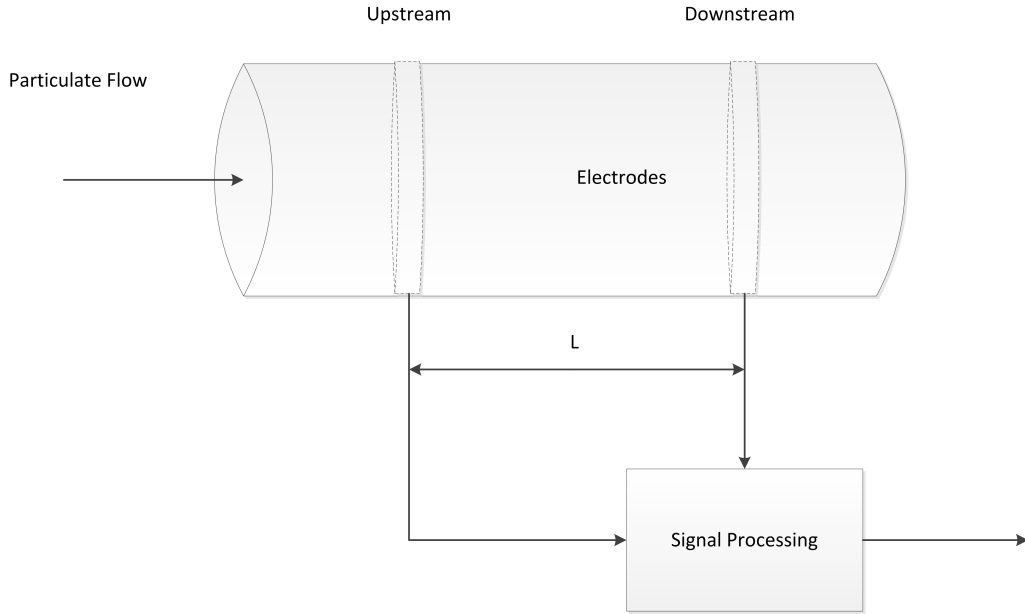 Upstream
Downstream
Particulate Flow
Electrodes
L
Signal Processing